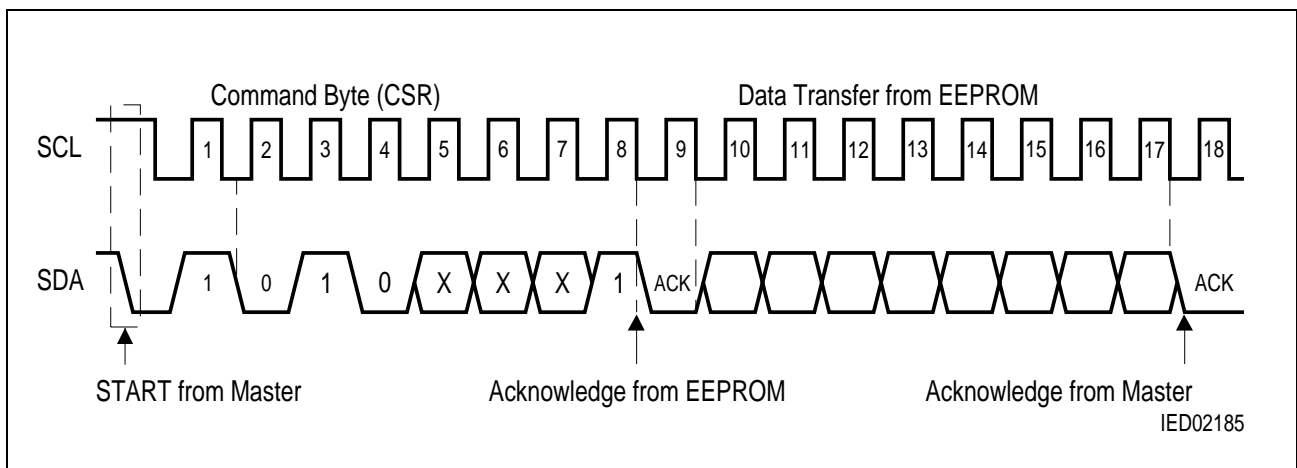 Command Byte (CSR) Data Transfer from EEPROM
SCL 1 2 3 4 5 6 7 8 9 10 11 12 13 14 15 16 17 18
SDA 1 0 1 0 X X X 1 ACK ACK
START from Master Acknowledge from EEPROM Acknowledge from Master
IED02185